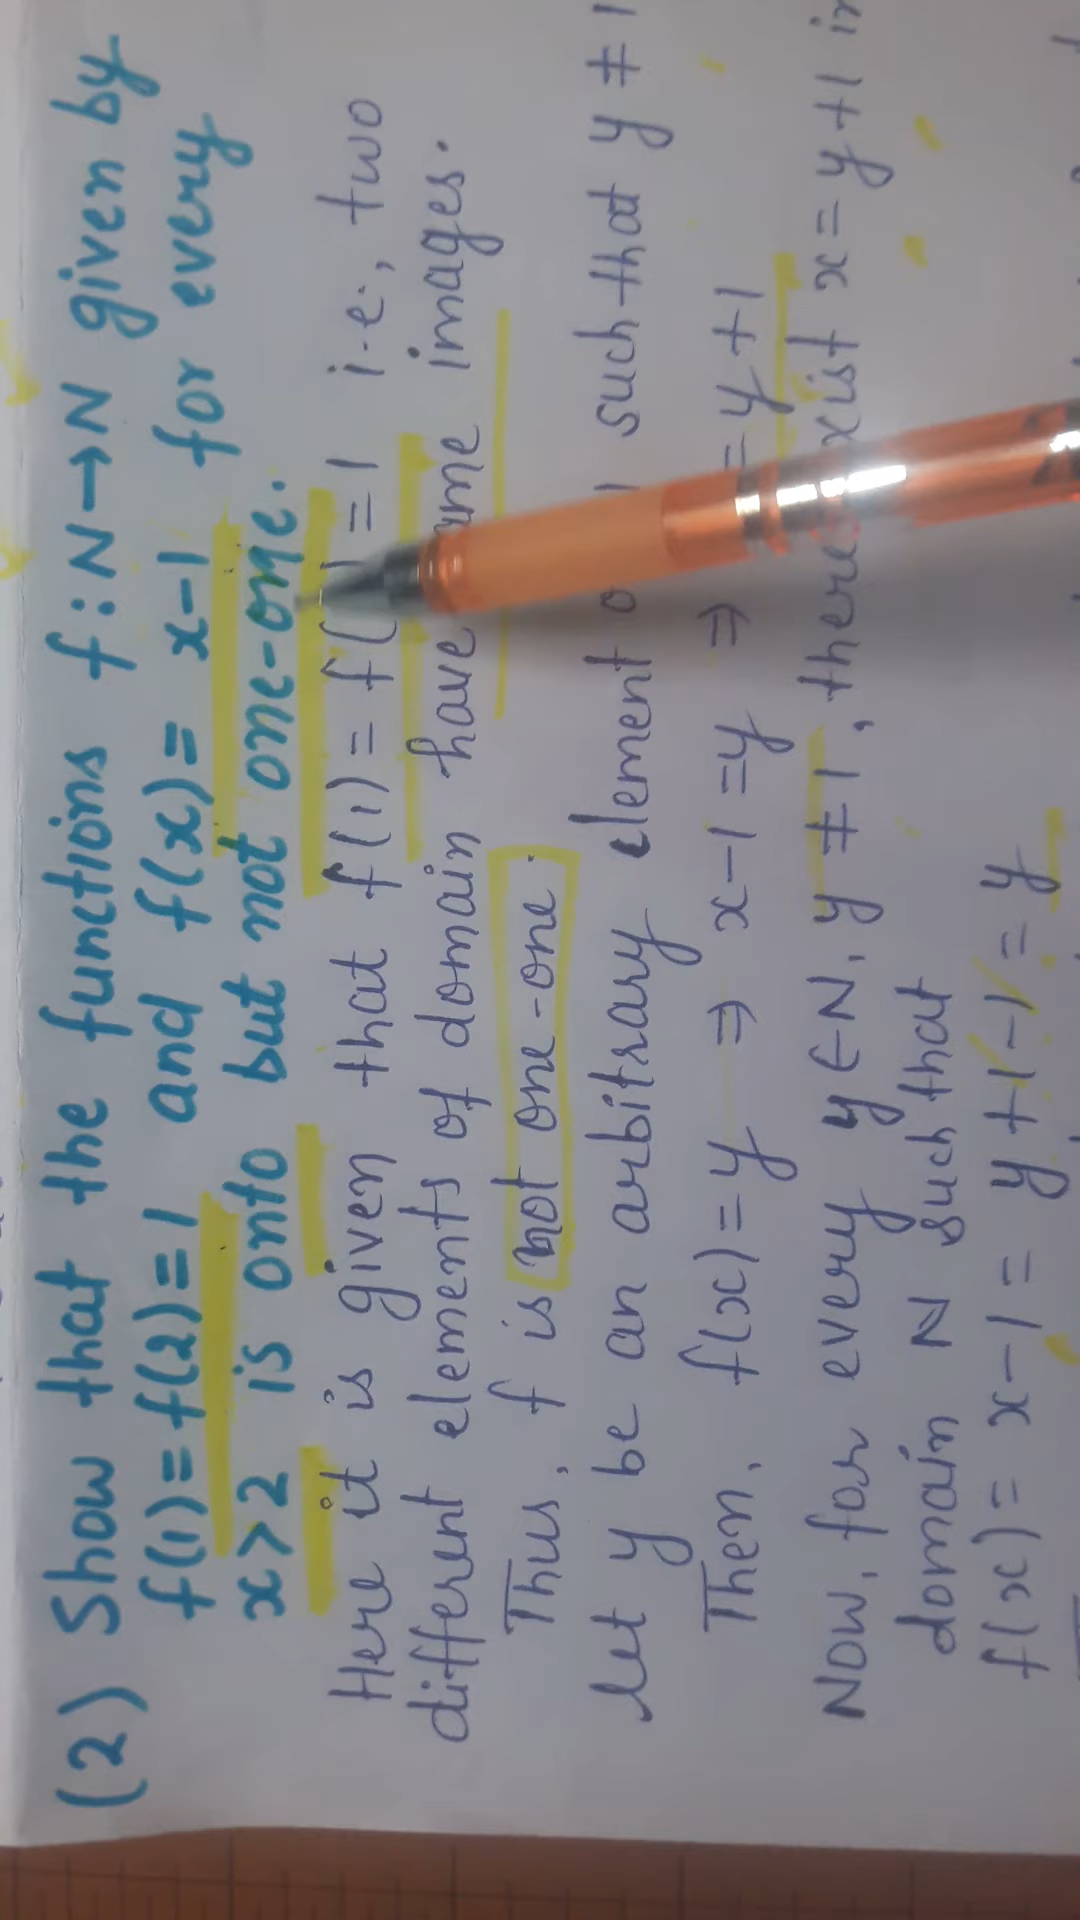 (2) Show that the functions f : N → N given by
f(1) = f(2) = 1 and f(x) = x-1 for every
x > 2 is onto but not one-one.
Here it is given that f(1) = f( ) = 1 i.e., two
different elements of domain have images.
Thus, f is not one-one.
let y be an arbitrary element such that y ≠ 1
Then, f(x) = y ⇒ x-1 = y ⇒ = y+1
Now, for every y ∈ N, y ≠ 1, there x = y+1 in
domain N such that
f(x) = x-1 = y+1-1 = y